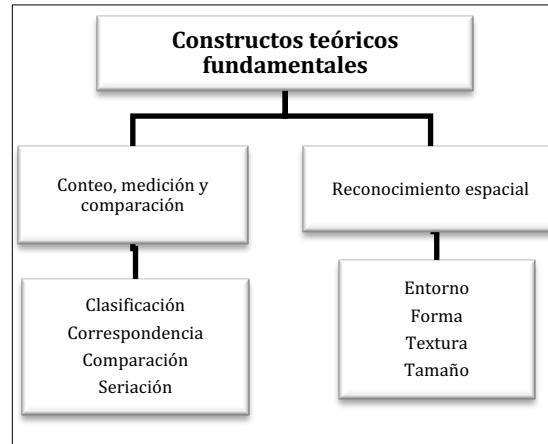 Constructos teóricos
fundamentales
Conteo, medición y
comparación
Reconocimiento espacial
Clasificación
Correspondencia
Comparación
Seriación
Entorno
Forma
Textura
Tamaño